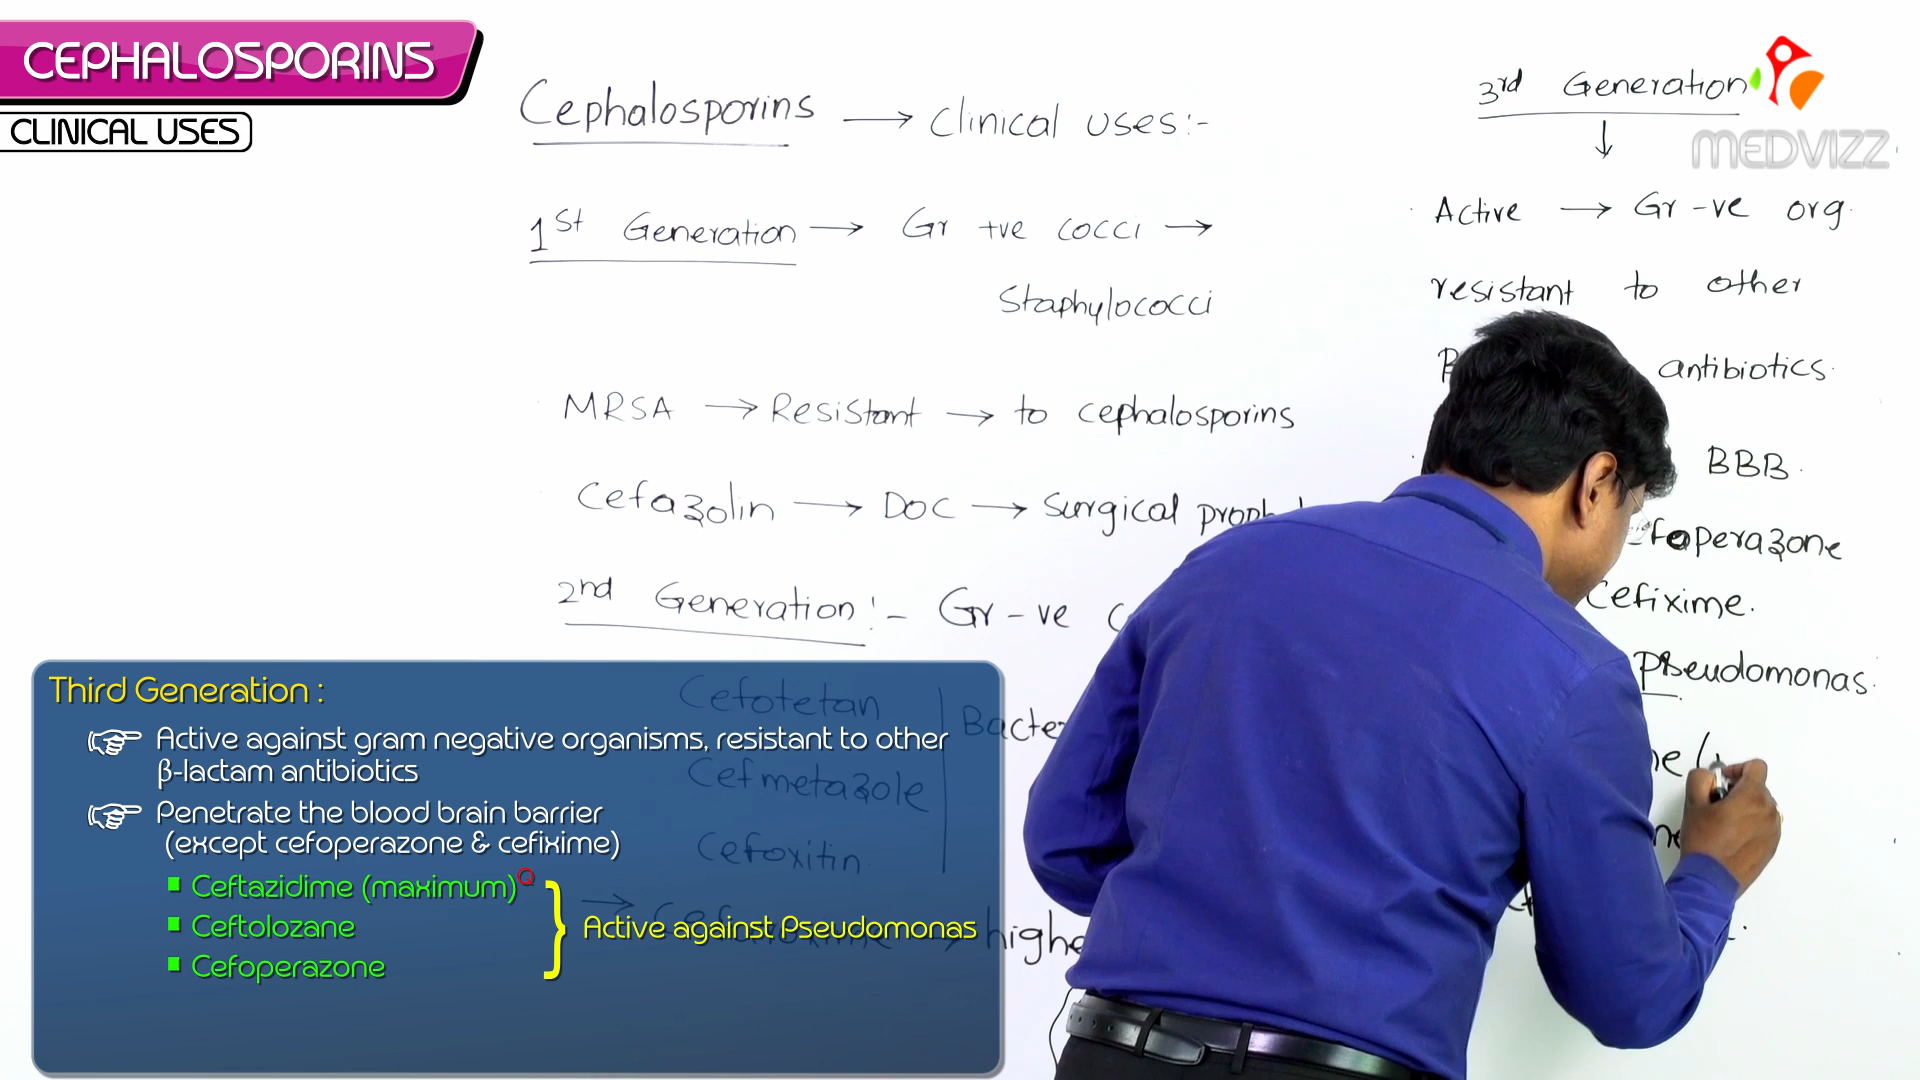 CEPHALOSPORINS
CLINICAL USES
Cephalosporins → Clinical uses:-
1st Generation → Gr +ve cocci →
Staphylococci
MRSA → Resistant → to cephalosporins
Cefazolin → DOC → Surgical
2nd Generation:- Gr -ve
Cefotetan
Cefmetazole
Cefoxitin
3rd Generation
MEDVIZZ
Active → Gr -ve org.
resistant to other
antibiotics.
BBB.
Cefixime.
Pseudomonas.
Third Generation :
Active against gram negative organisms, resistant to other
β-lactam antibiotics
Penetrate the blood brain barrier
(except cefoperazone & cefixime)
Ceftazidime (maximum)Q
Ceftolozane
Cefoperazone
Active against Pseudomonas